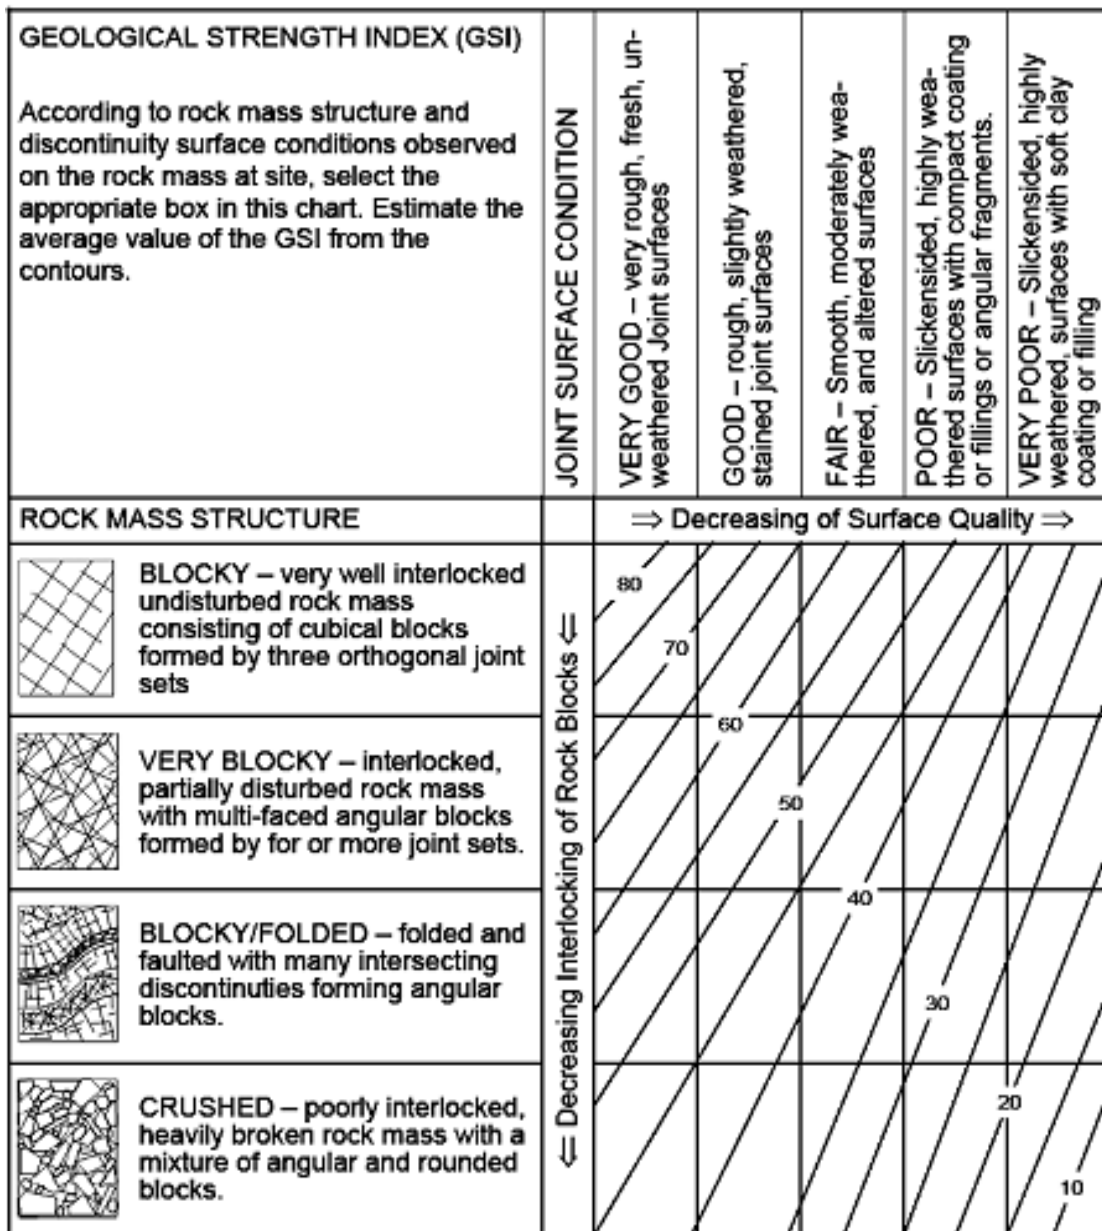 GEOLOGICAL STRENGTH INDEX (GSI)
According to rock mass structure and
discontinuity surface conditions observed
on the rock mass at site, select the
appropriate box in this chart. Estimate the
average value of the GSI from the
contours.
JOINT SURFACE CONDITION
VERY GOOD – very rough, fresh, un-
weathered Joint surfaces
GOOD – rough, slightly weathered,
stained joint surfaces
FAIR – Smooth, moderately wea-
thered, and altered surfaces
POOR – Slickensided, highly wea-
thered surfaces with compact coating
or fillings or angular fragments.
VERY POOR – Slickensided, highly
weathered, surfaces with soft clay
coating or filling
ROCK MASS STRUCTURE
⇒ Decreasing of Surface Quality ⇒
⇐ Decreasing Interlocking of Rock Blocks ⇐
BLOCKY – very well interlocked
undisturbed rock mass
consisting of cubical blocks
formed by three orthogonal joint
sets
VERY BLOCKY – interlocked,
partially disturbed rock mass
with multi-faced angular blocks
formed by for or more joint sets.
BLOCKY/FOLDED – folded and
faulted with many intersecting
discontinuties forming angular
blocks.
CRUSHED – poorly interlocked,
heavily broken rock mass with a
mixture of angular and rounded
blocks.
80
70
60
50
40
30
20
10